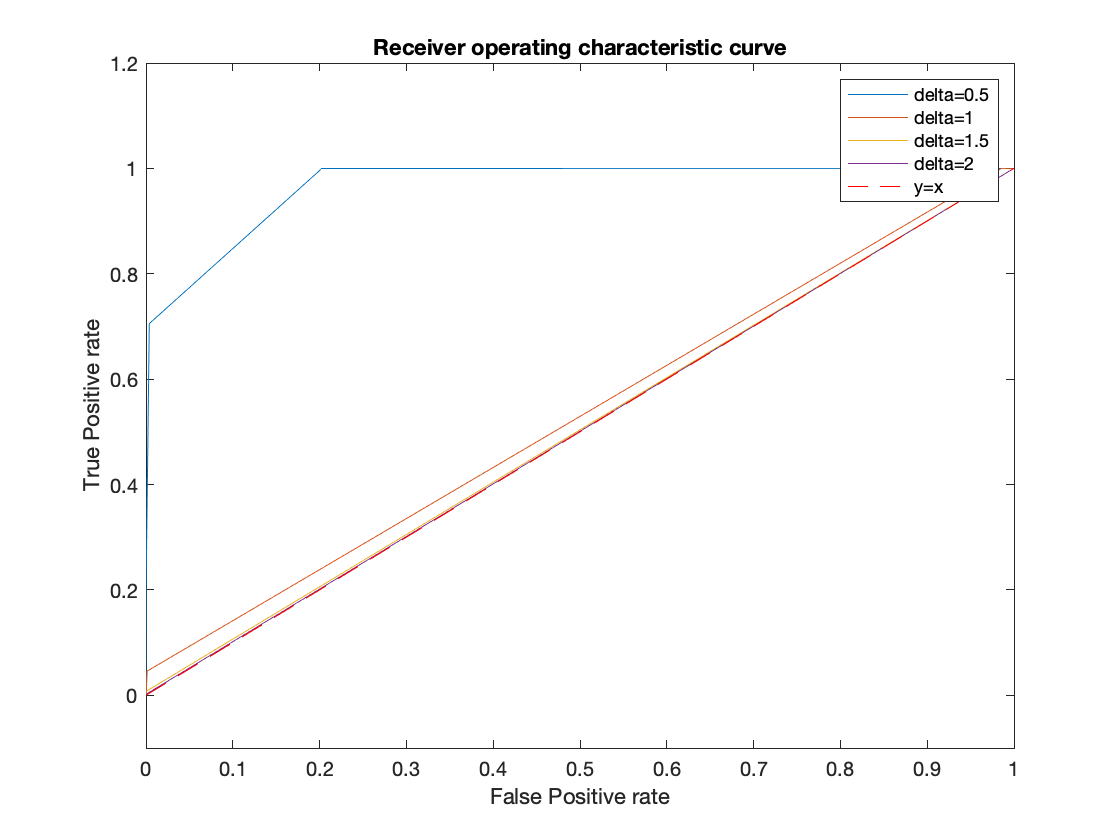 Receiver operating characteristic curve
1.2
1
0.8
0.6
0.4
0.2
0
True Positive rate
delta=0.5
delta=1
delta=1.5
delta=2
y=x
0 0.1 0.2 0.3 0.4 0.5 0.6 0.7 0.8 0.9 1
False Positive rate